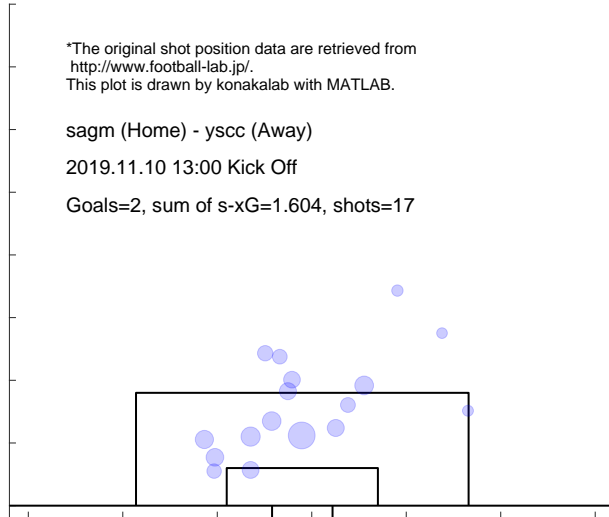 *The original shot position data are retrieved from
http://www.football-lab.jp/.
This plot is drawn by konakalab with MATLAB.
sagm (Home) - yscc (Away)
2019.11.10 13:00 Kick Off
Goals=2, sum of s-xG=1.604, shots=17